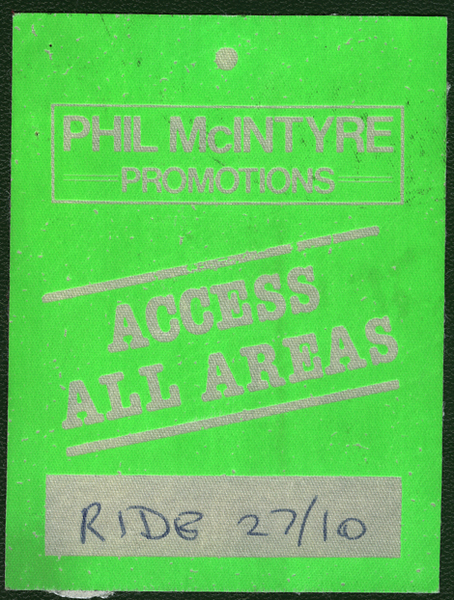 PHIL McINTYRE
PROMOTIONS
ACCESS
ALL AREAS
RIDE 27/10